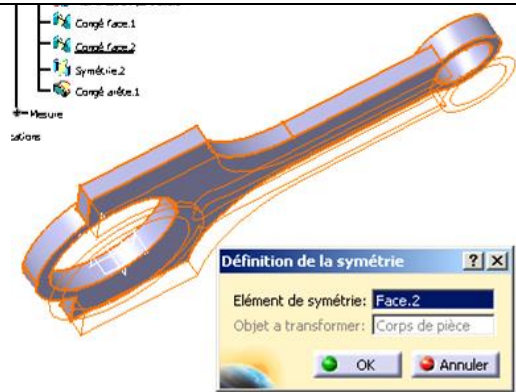 Congé face.1
Congé face.2
Symétrie.2
Congé arête.1
Mesure
cations
Définition de la symétrie
Elément de symétrie: Face.2
Objet a transformer: Corps de pièce
OK Annuler